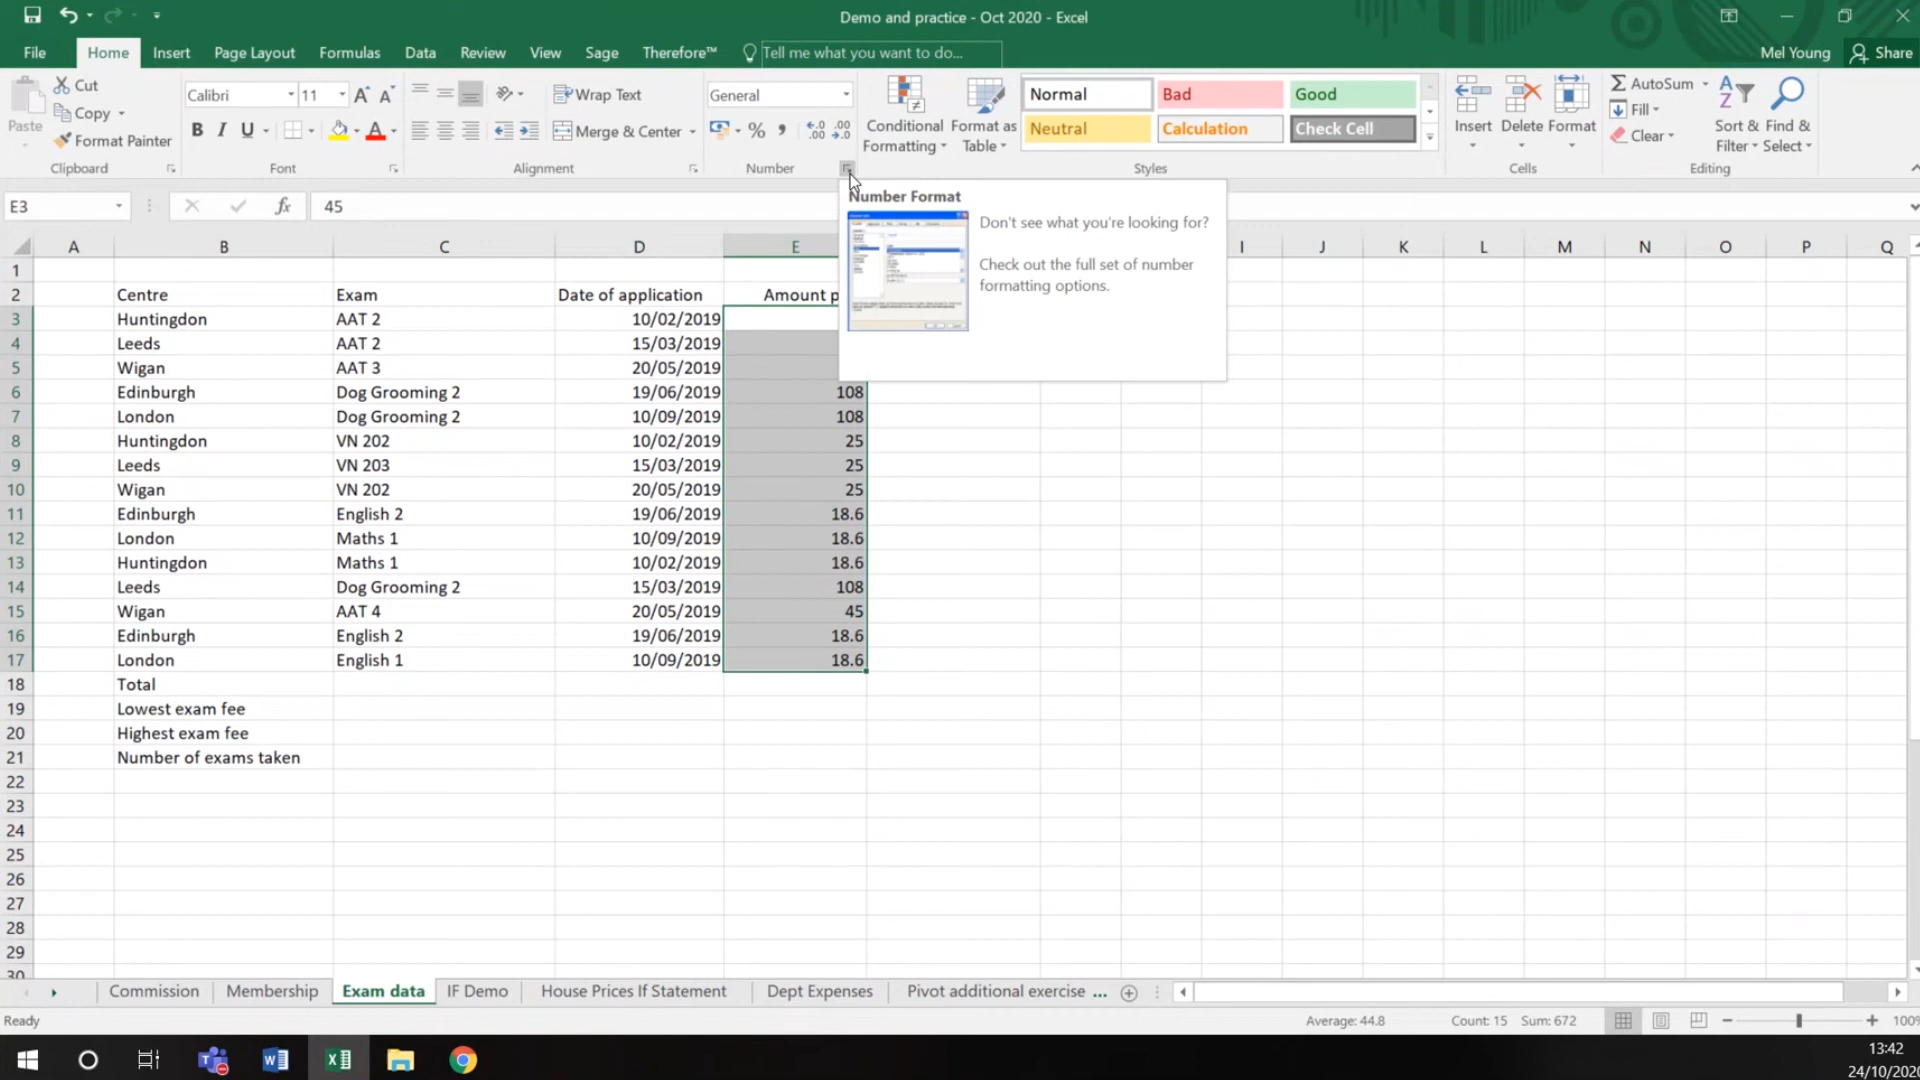 Demo and practice - Oct 2020 - Excel
File Home Insert Page Layout Formulas Data Review View Sage Therefore™ Tell me what you want to do... Mel Young Share
Paste Cut
Copy
Format Painter
Clipboard
Calibri 11 A A
B I U A
Font
Wrap Text
Merge & Center
Alignment
General
% , .00 .00
Number
Conditional Formatting
Format as Table
Normal Bad Good
Neutral Calculation Check Cell
Styles
Insert Delete Format
Cells
AutoSum
Fill
Clear
Sort & Filter
Find & Select
Editing
E3 fx 45
Number Format
Don't see what you're looking for?
Check out the full set of number
formatting options.
A B C D E I J K L M N O P Q
1
2 Centre Exam Date of application Amount p
3 Huntingdon AAT 2 10/02/2019
4 Leeds AAT 2 15/03/2019
5 Wigan AAT 3 20/05/2019
6 Edinburgh Dog Grooming 2 19/06/2019 108
7 London Dog Grooming 2 10/09/2019 108
8 Huntingdon VN 202 10/02/2019 25
9 Leeds VN 203 15/03/2019 25
10 Wigan VN 202 20/05/2019 25
11 Edinburgh English 2 19/06/2019 18.6
12 London Maths 1 10/09/2019 18.6
13 Huntingdon Maths 1 10/02/2019 18.6
14 Leeds Dog Grooming 2 15/03/2019 108
15 Wigan AAT 4 20/05/2019 45
16 Edinburgh English 2 19/06/2019 18.6
17 London English 1 10/09/2019 18.6
18 Total
19 Lowest exam fee
20 Highest exam fee
21 Number of exams taken
22
23
24
25
26
27
28
29
30
Commission Membership Exam data IF Demo House Prices If Statement Dept Expenses Pivot additional exercise ...
Ready Average: 44.8 Count: 15 Sum: 672 100%
13:42
24/10/2020